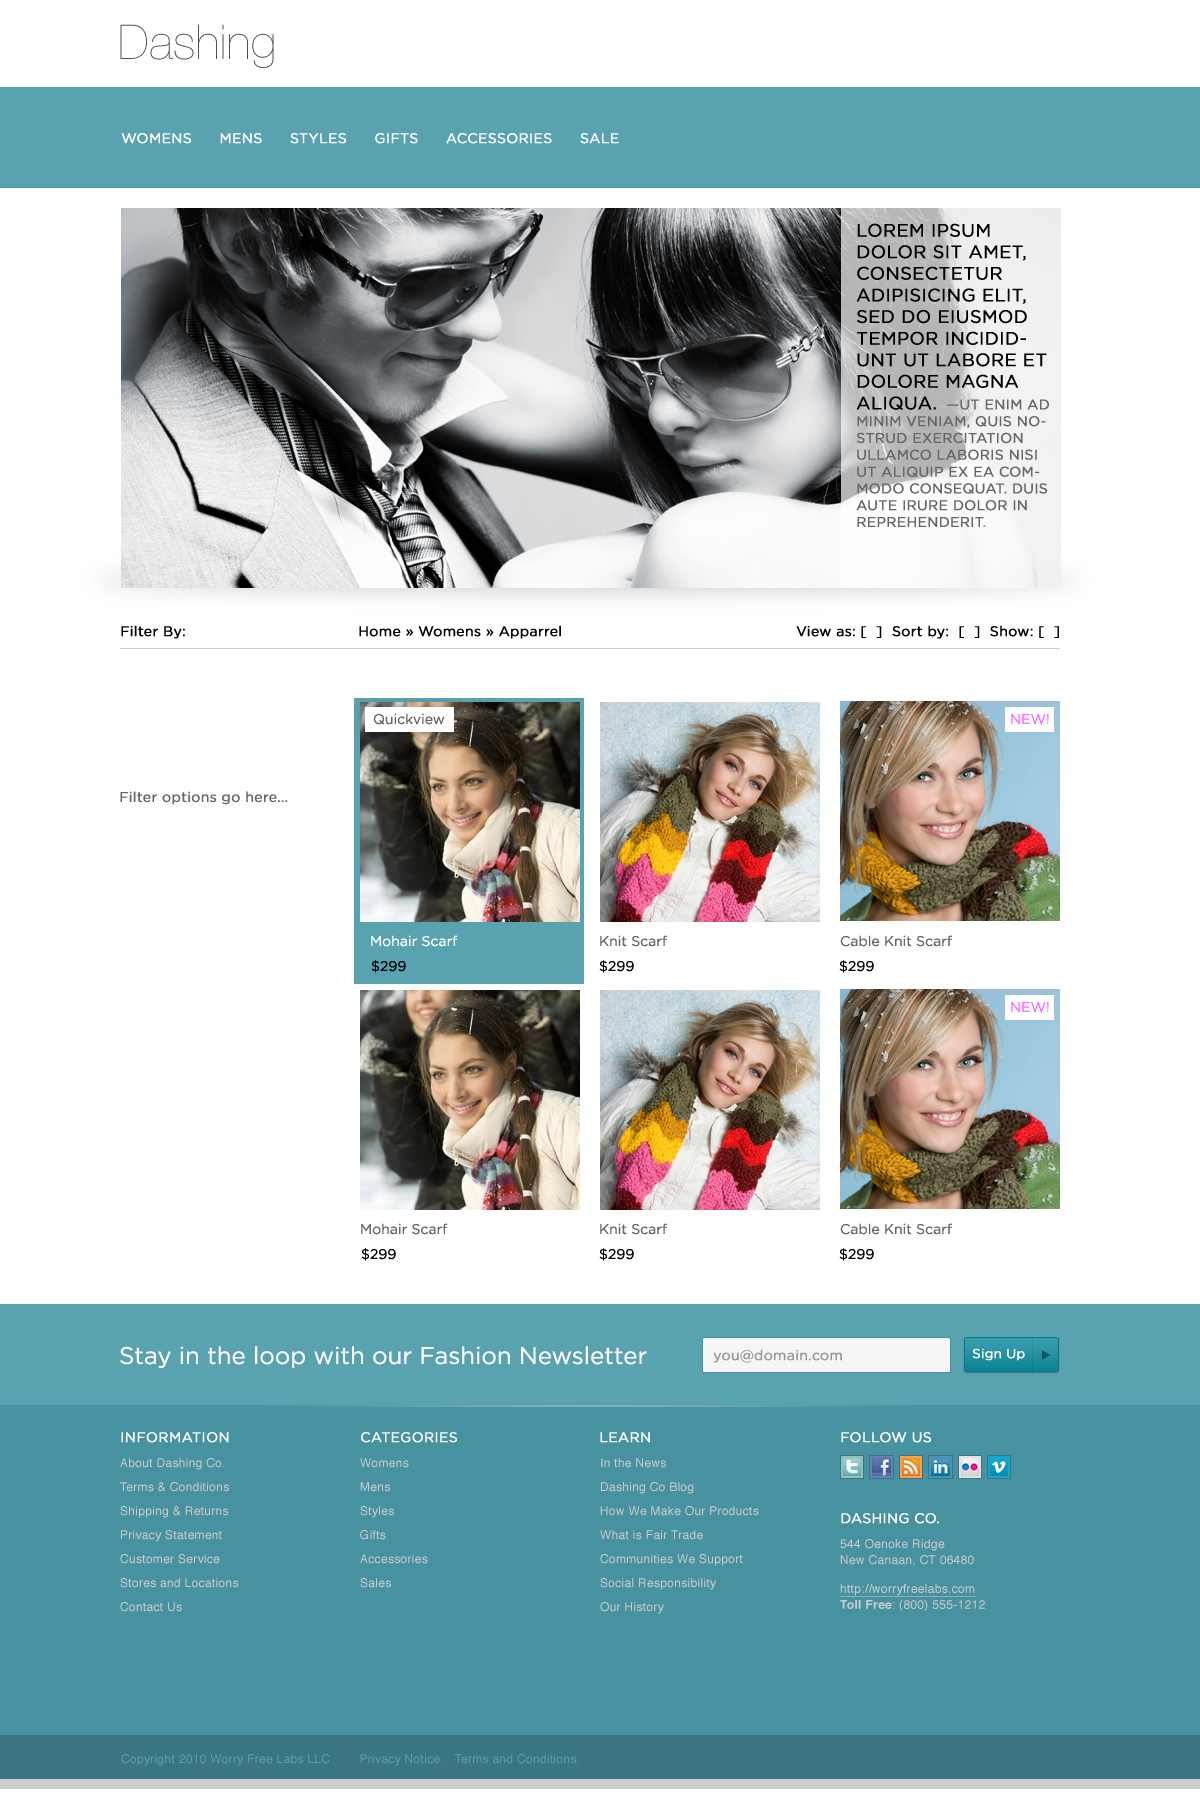 Dashing
WOMENS MENS STYLES GIFTS ACCESSORIES SALE
LOREM IPSUM
DOLOR SIT AMET,
CONSECTETUR
ADIPISICING ELIT,
SED DO EIUSMOD
TEMPOR INCIDID-
UNT UT LABORE ET
DOLORE MAGNA
ALIQUA. —UT ENIM AD
MINIM VENIAM, QUIS NO-
STRUD EXERCITATION
ULLAMCO LABORIS NISI
UT ALIQUIP EX EA COM-
MODO CONSEQUAT. DUIS
AUTE IRURE DOLOR IN
REPREHENDERIT.
Filter By: Home » Womens » Apparrel View as: [ ] Sort by: [ ] Show: [ ]
Filter options go here...
Quickview
NEW!
Mohair Scarf Knit Scarf Cable Knit Scarf
$299 $299 $299
NEW!
Mohair Scarf Knit Scarf Cable Knit Scarf
$299 $299 $299
Stay in the loop with our Fashion Newsletter you@domain.com Sign Up
INFORMATION
About Dashing Co.
Terms & Conditions
Shipping & Returns
Privacy Statement
Customer Service
Stores and Locations
Contact Us
CATEGORIES
Womens
Mens
Styles
Gifts
Accessories
Sales
LEARN
In the News
Dashing Co Blog
How We Make Our Products
What is Fair Trade
Communities We Support
Social Responsibility
Our History
FOLLOW US
t f in v
DASHING CO.
544 Oenoke Ridge
New Canaan, CT 06480
http://worryfreelabs.com
Toll Free: (800) 555-1212
Copyright 2010 Worry Free Labs LLC. Privacy Notice. Terms and Conditions.